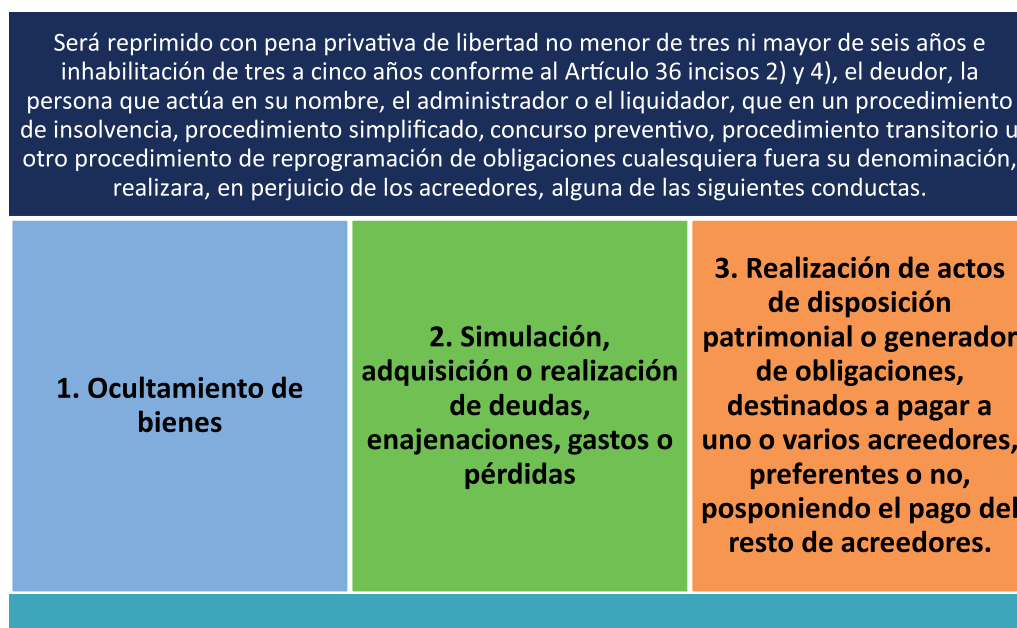 Será reprimido con pena privativa de libertad no menor de tres ni mayor de seis años e
inhabilitación de tres a cinco años conforme al Artículo 36 incisos 2) y 4), el deudor, la
persona que actúa en su nombre, el administrador o el liquidador, que en un procedimiento
de insolvencia, procedimiento simplificado, concurso preventivo, procedimiento transitorio u
otro procedimiento de reprogramación de obligaciones cualesquiera fuera su denominación,
realizara, en perjuicio de los acreedores, alguna de las siguientes conductas.
1. Ocultamiento de
bienes
2. Simulación,
adquisición o realización
de deudas,
enajenaciones, gastos o
pérdidas
3. Realización de actos
de disposición
patrimonial o generador
de obligaciones,
destinados a pagar a
uno o varios acreedores,
preferentes o no,
posponiendo el pago del
resto de acreedores.